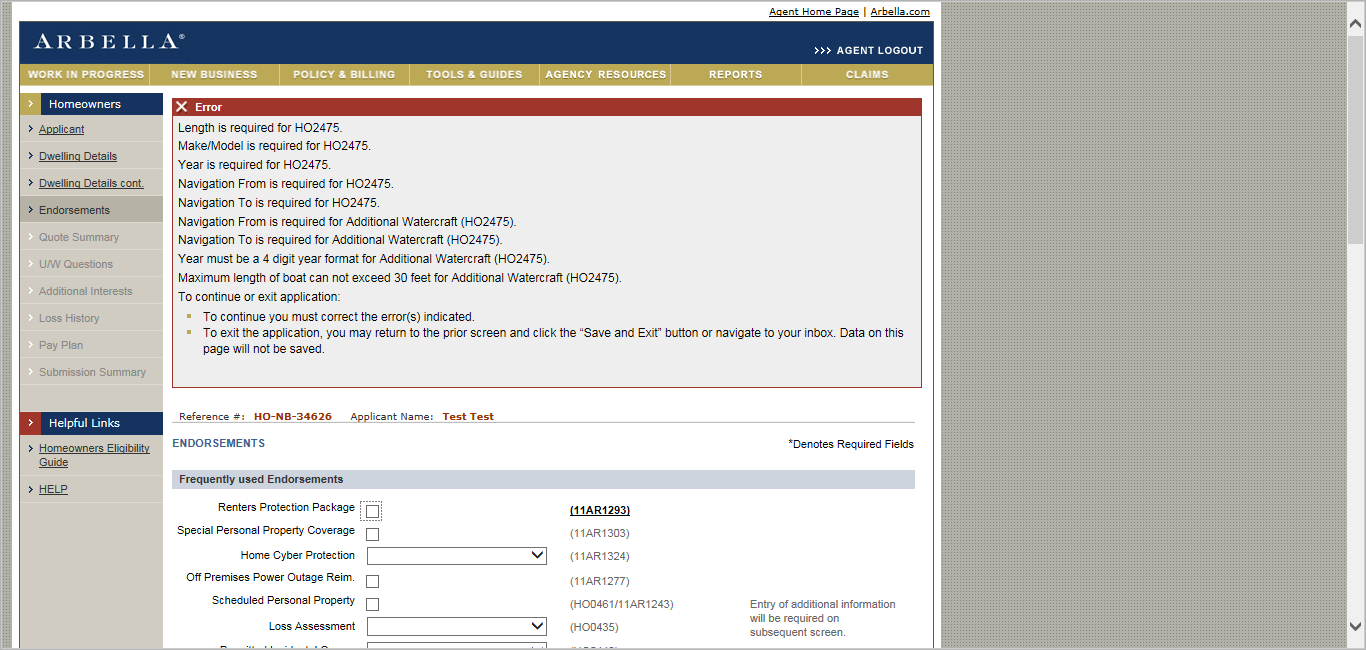 Agent Home Page | Arbella.com
ARBELLA®
>>> AGENT LOGOUT
WORK IN PROGRESS NEW BUSINESS POLICY & BILLING TOOLS & GUIDES AGENCY RESOURCES REPORTS CLAIMS
Homeowners
Applicant
Dwelling Details
Dwelling Details cont.
Endorsements
Quote Summary
U/W Questions
Additional Interests
Loss History
Pay Plan
Submission Summary
Helpful Links
Homeowners Eligibility
Guide
HELP
Error
Length is required for HO2475.
Make/Model is required for HO2475.
Year is required for HO2475.
Navigation From is required for HO2475.
Navigation To is required for HO2475.
Navigation From is required for Additional Watercraft (HO2475).
Navigation To is required for Additional Watercraft (HO2475).
Year must be a 4 digit year format for Additional Watercraft (HO2475).
Maximum length of boat can not exceed 30 feet for Additional Watercraft (HO2475).
To continue or exit application:
To continue you must correct the error(s) indicated.
To exit the application, you may return to the prior screen and click the “Save and Exit” button or navigate to your inbox. Data on this
page will not be saved.
Reference #: HO-NB-34626 Applicant Name: Test Test
ENDORSEMENTS
*Denotes Required Fields
Frequently used Endorsements
Renters Protection Package (11AR1293)
Special Personal Property Coverage (11AR1303)
Home Cyber Protection (11AR1324)
Off Premises Power Outage Reim. (11AR1277)
Scheduled Personal Property (HO0461/11AR1243) Entry of additional information
will be required on
subsequent screen.
Loss Assessment (HO0435)